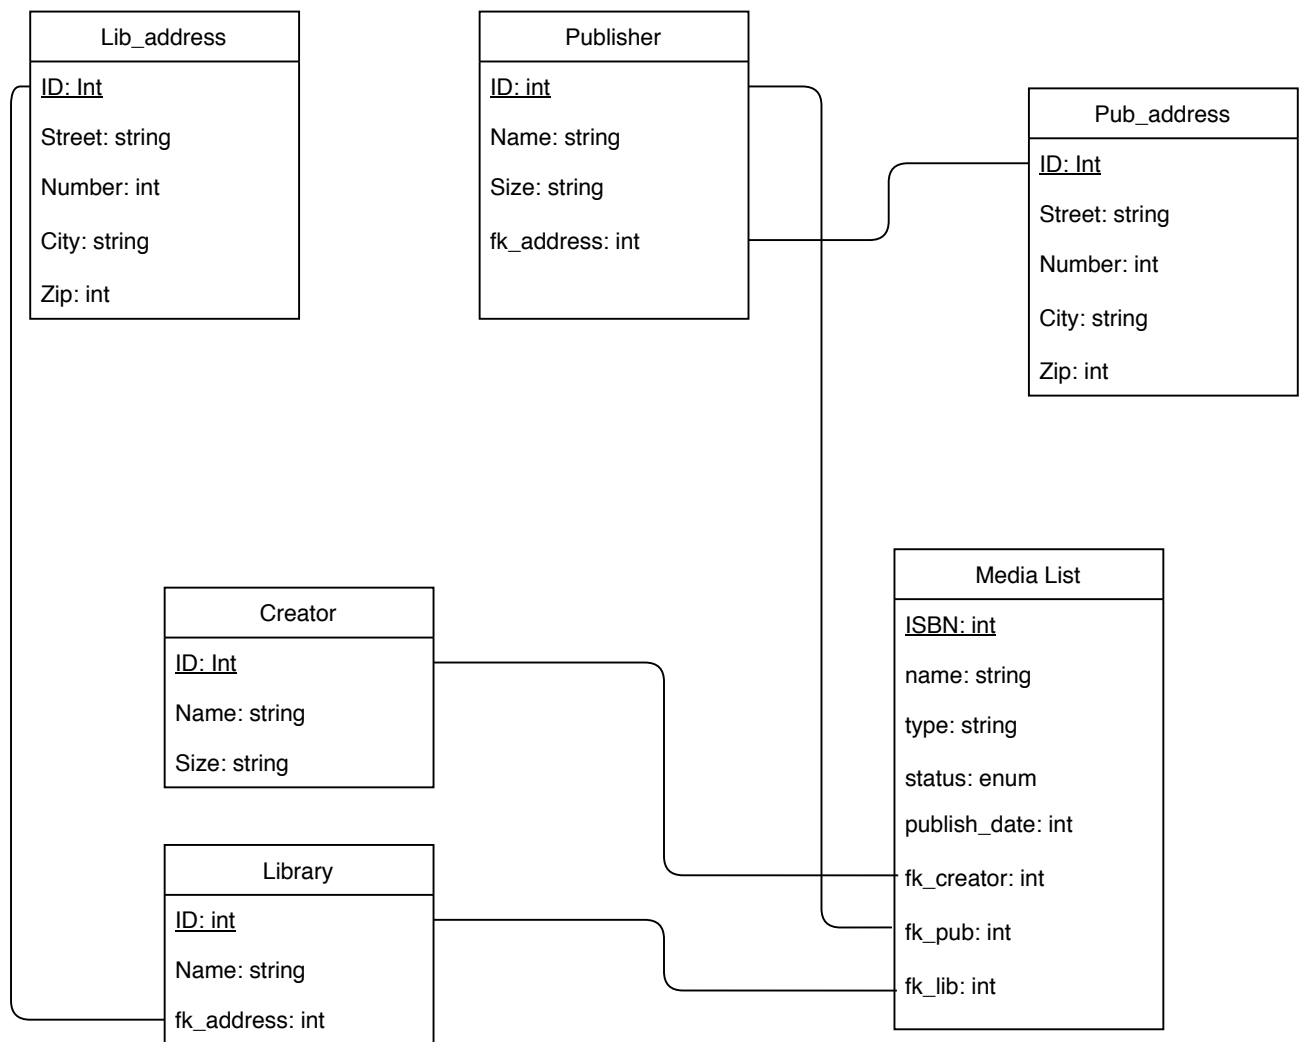 Lib_address
ID: Int
Street: string
Number: int
City: string
Zip: int
Publisher
ID: int
Name: string
Size: string
fk_address: int
Pub_address
ID: Int
Street: string
Number: int
City: string
Zip: int
Creator
ID: Int
Name: string
Size: string
Library
ID: int
Name: string
fk_address: int
Media List
ISBN: int
name: string
type: string
status: enum
publish_date: int
fk_creator: int
fk_pub: int
fk_lib: int